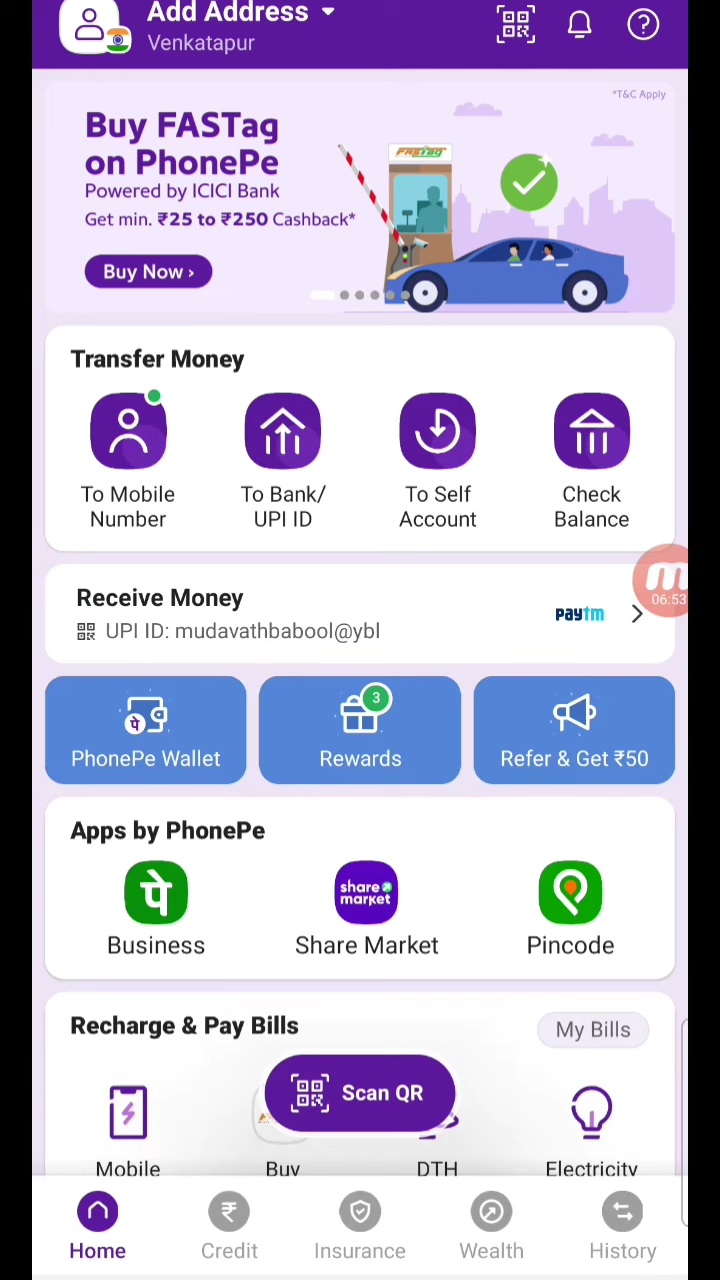 Add Address
Venkatapur
*T&C Apply
Buy FASTag
on PhonePe
Powered by ICICI Bank
Get min. ₹25 to ₹250 Cashback*
Buy Now ›
FASTag
Transfer Money
To Mobile
Number
To Bank/
UPI ID
To Self
Account
Check
Balance
Receive Money
UPI ID: mudavathbabool@ybl
paytm
06:53
पे
PhonePe Wallet
3
Rewards
Refer & Get ₹50
Apps by PhonePe
पे
Business
share
market
Share Market
Pincode
Recharge & Pay Bills
My Bills
Scan QR
Mobile
Buy
DTH
Electricity
Home
₹
Credit
Insurance
Wealth
History